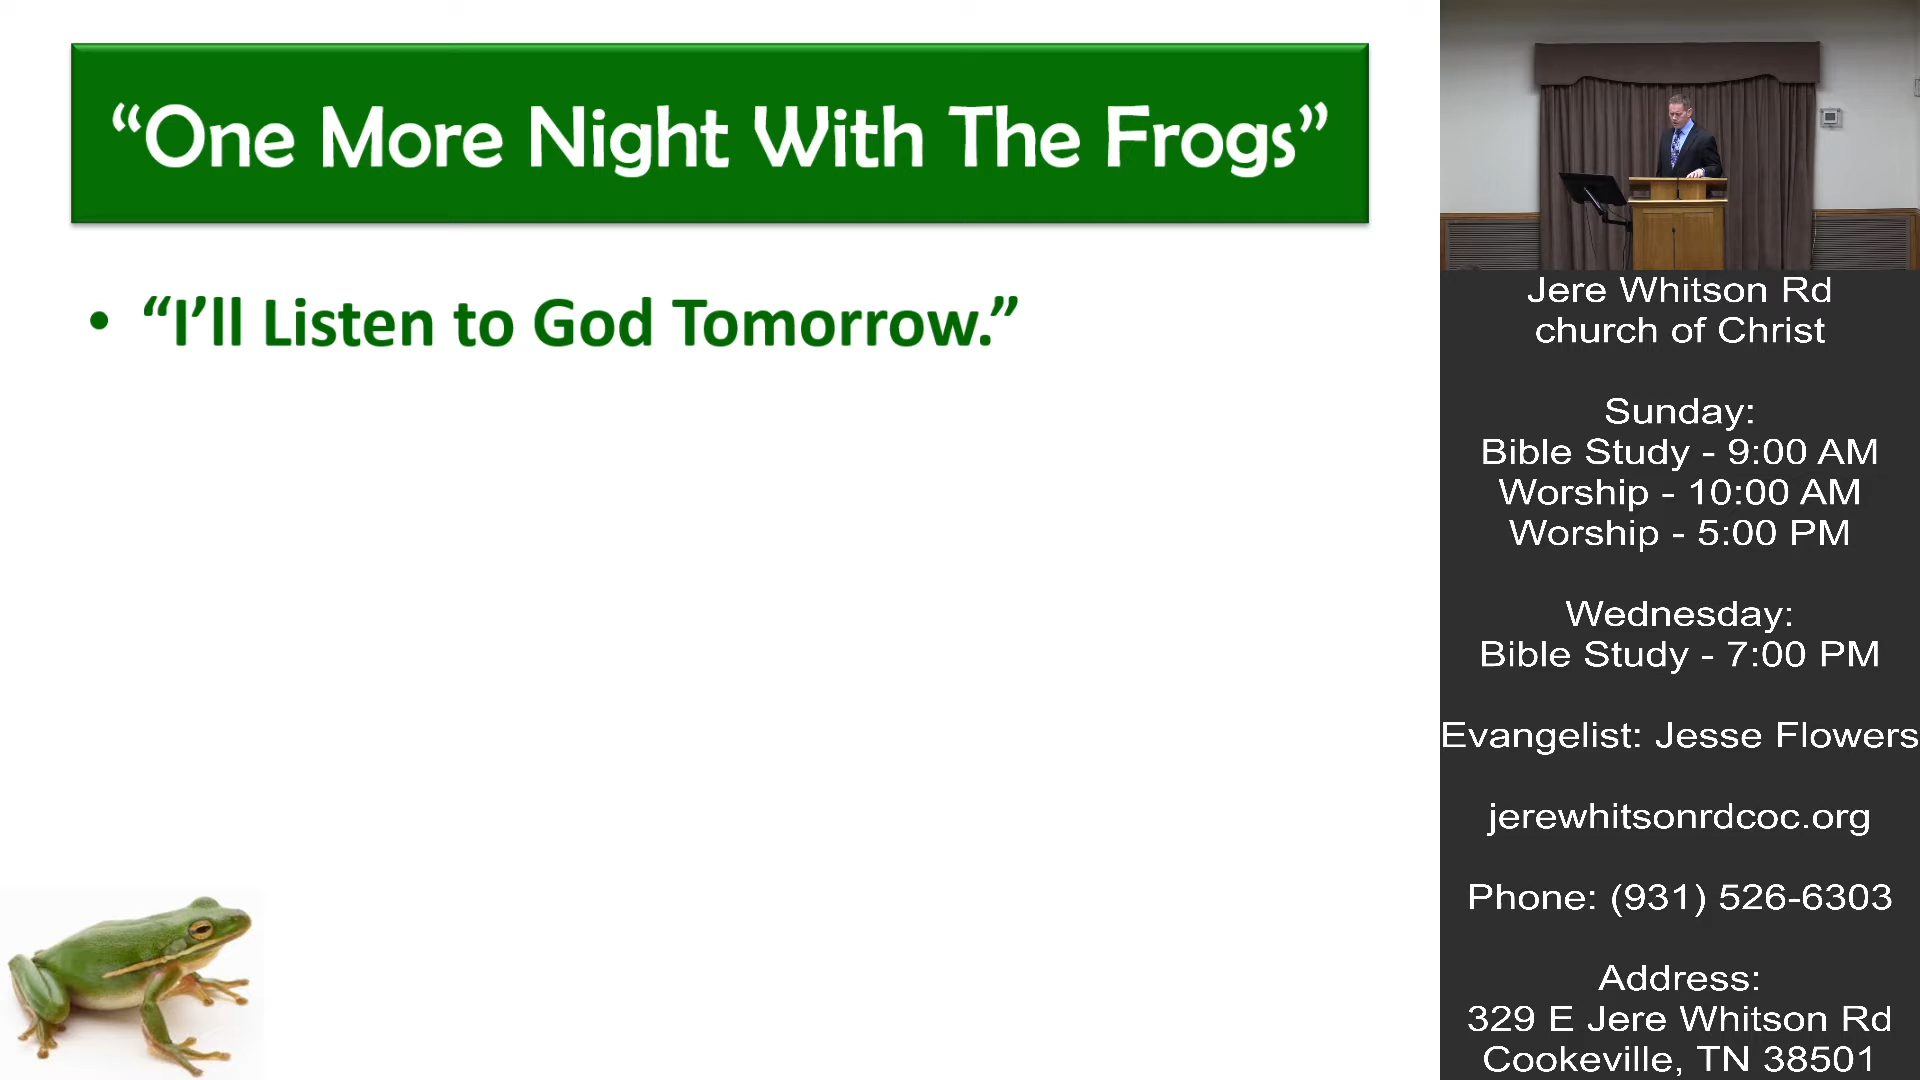 “One More Night With The Frogs”
• “I’ll Listen to God Tomorrow.”
Jere Whitson Rd
church of Christ
Sunday:
Bible Study - 9:00 AM
Worship - 10:00 AM
Worship - 5:00 PM
Wednesday:
Bible Study - 7:00 PM
Evangelist: Jesse Flowers
jerewhitsonrdcoc.org
Phone: (931) 526-6303
Address:
329 E Jere Whitson Rd
Cookeville, TN 38501